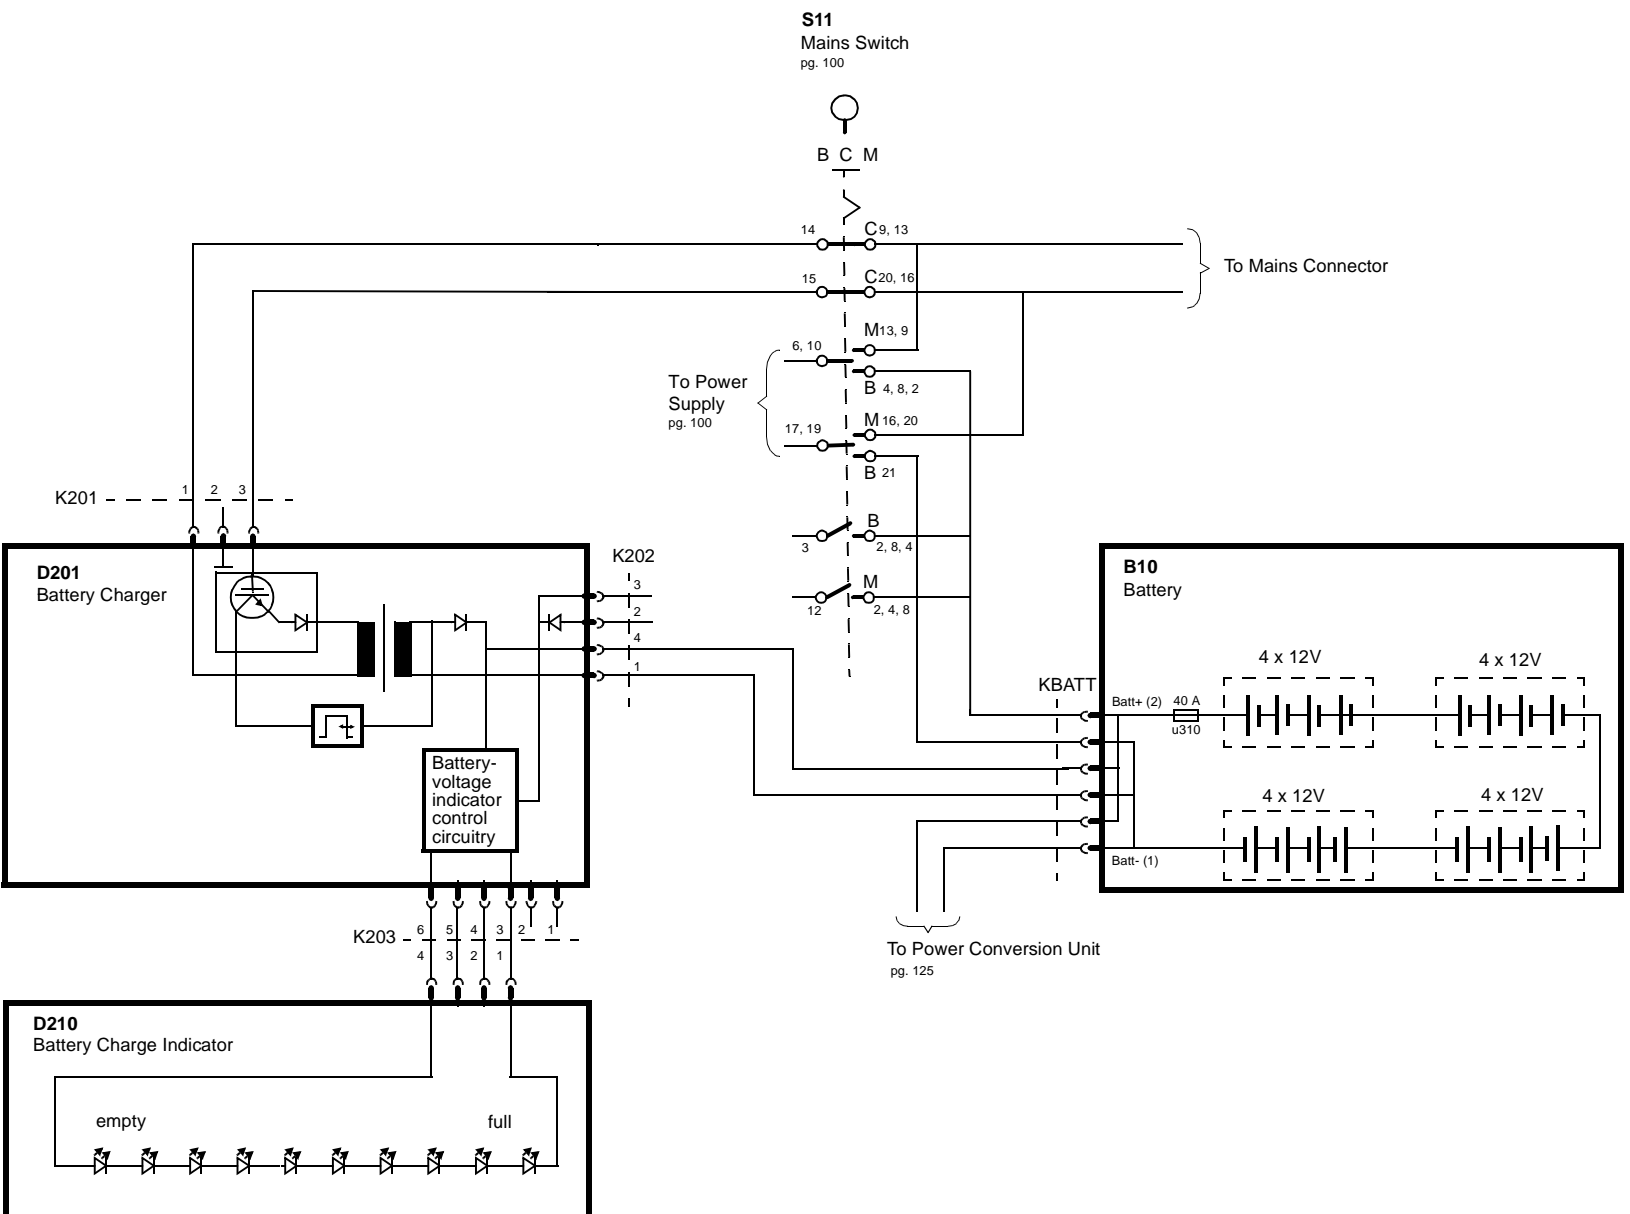 S11
Mains Switch
pg. 100
B C M
14
C 9, 13
15
C 20, 16
To Mains Connector
M 13, 9
6, 10
B 4, 8, 2
To Power
Supply
pg. 100
M 16, 20
17, 19
B 21
K201
1 2 3
B
3
2, 8, 4
M
12
2, 4, 8
D201
Battery Charger
K202
3
2
4
1
B10
Battery
4 x 12V
4 x 12V
KBATT
Batt+ (2)
40 A
u310
Battery-
voltage
indicator
control
circuitry
4 x 12V
4 x 12V
Batt- (1)
K203
6 5 4 3 2 1
4 3 2 1
To Power Conversion Unit
pg. 125
D210
Battery Charge Indicator
empty
full